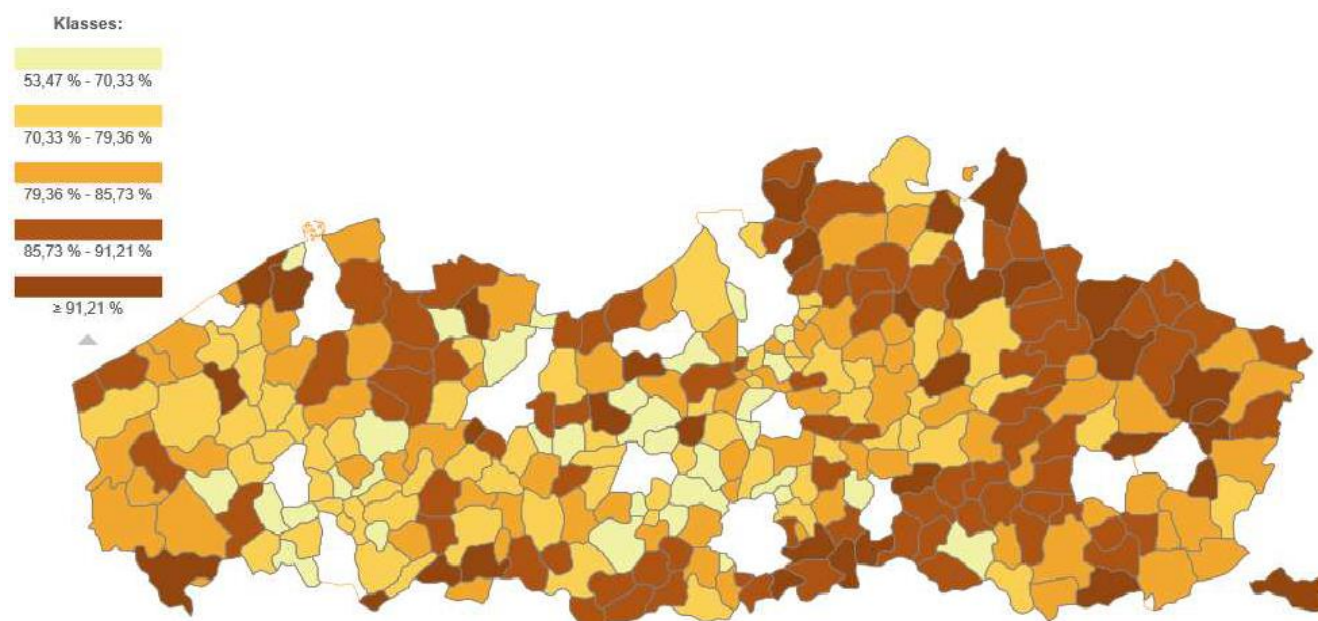 Klasses:
53,47 % - 70,33 %
70,33 % - 79,36 %
79,36 % - 85,73 %
85,73 % - 91,21 %
≥ 91,21 %